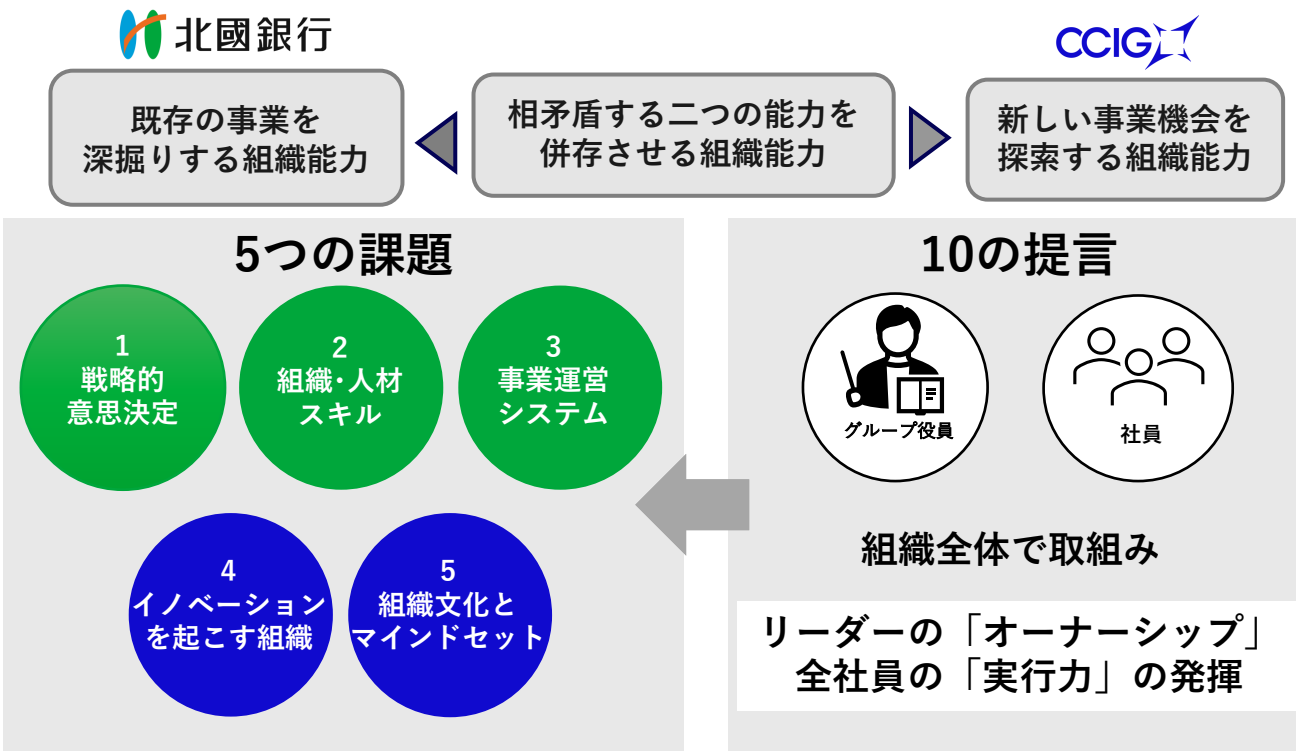 北國銀行
CCIG
既存の事業を
深掘りする組織能力
相矛盾する二つの能力を
併存させる組織能力
新しい事業機会を
探索する組織能力
5つの課題
1
戦略的
意思決定
2
組織･人材
スキル
3
事業運営
システム
4
イノベーション
を起こす組織
5
組織文化と
マインドセット
10の提言
グループ役員
社員
組織全体で取組み
リーダーの「オーナーシップ」
全社員の「実行力」の発揮